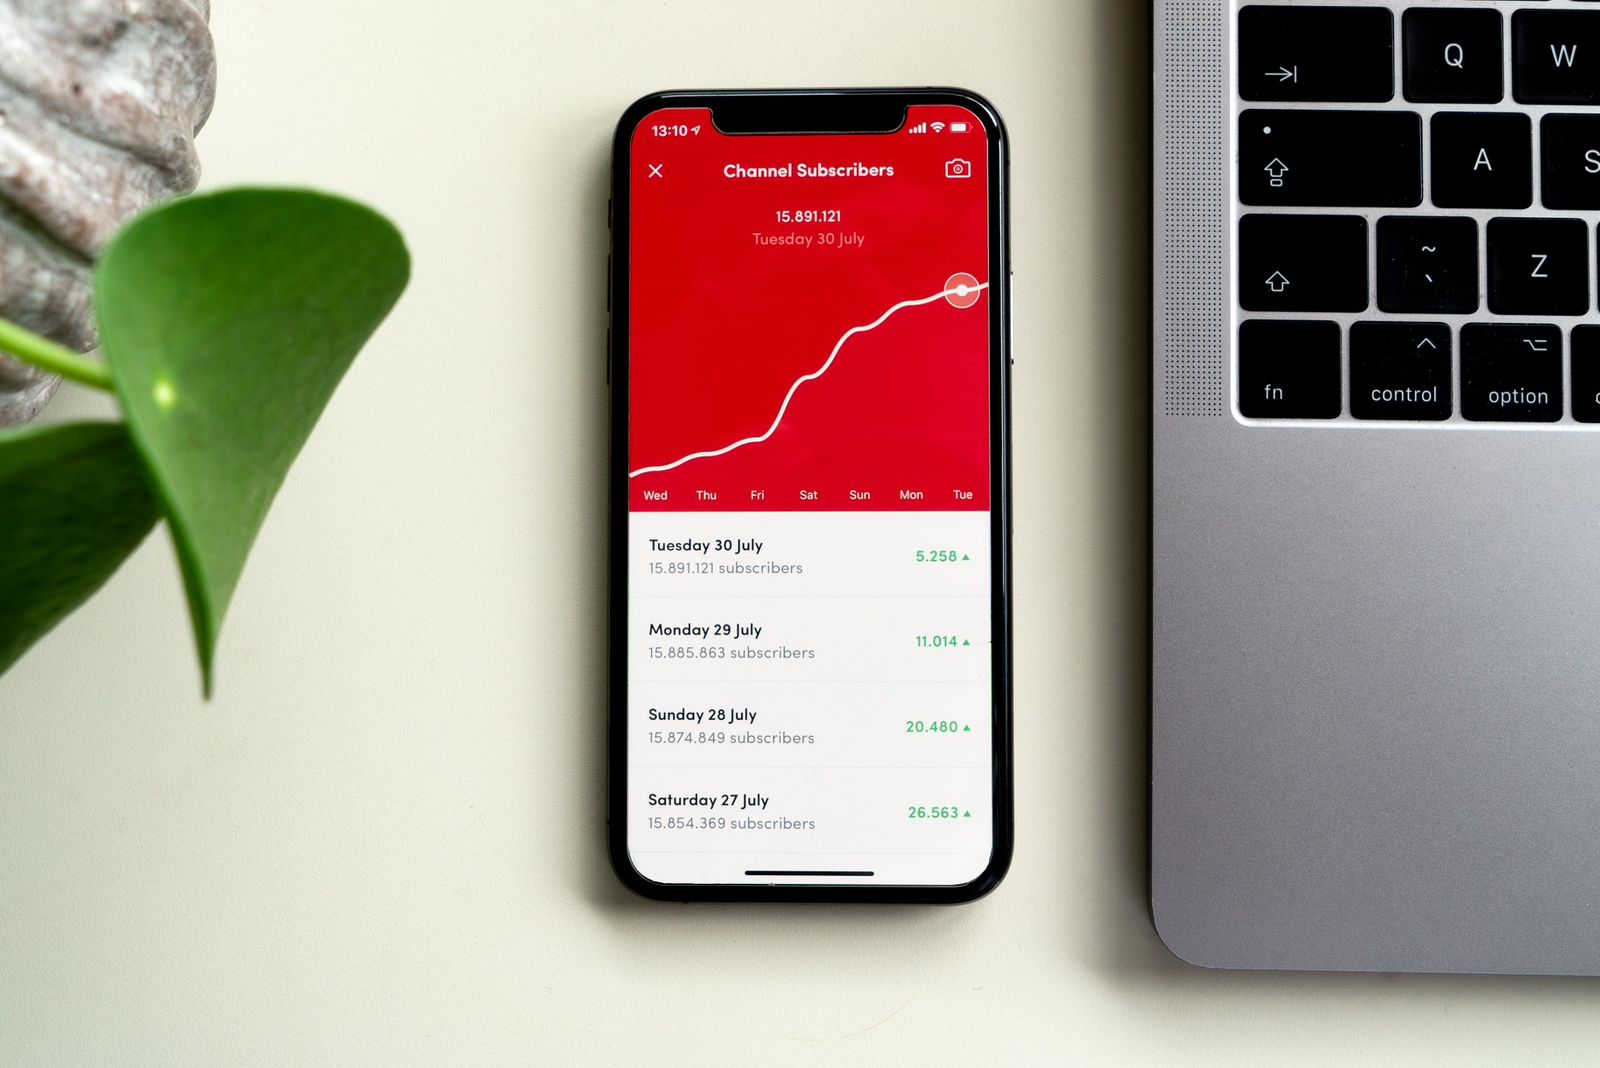 13:10
Channel Subscribers
15.891.121
Tuesday 30 July
Wed Thu Fri Sat Sun Mon Tue
Tuesday 30 July
15.891.121 subscribers
5.258 ▲
Monday 29 July
15.885.863 subscribers
11.014 ▲
Sunday 28 July
15.874.849 subscribers
20.480 ▲
Saturday 27 July
15.854.369 subscribers
26.563 ▲
Q W
A S
~ ` Z
fn control option